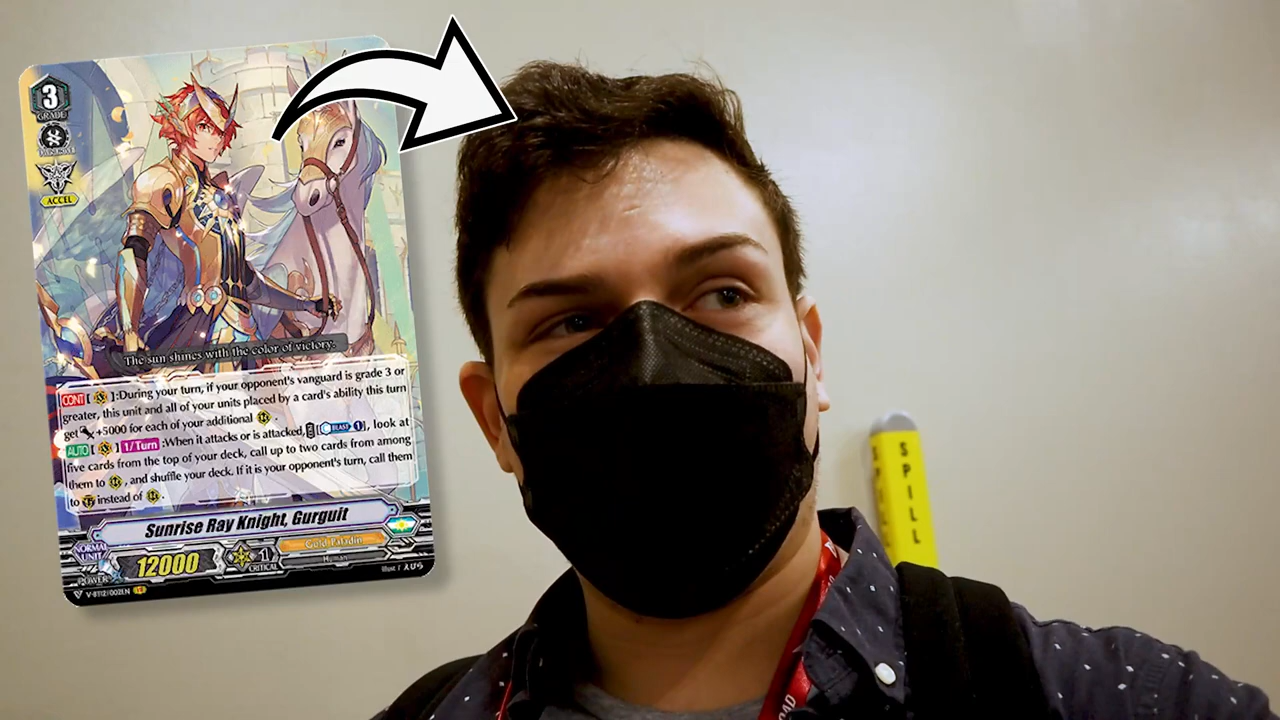 3
GRADE
ACCEL
The sun shines with the color of victory.
CONT [ ]:During your turn, if your opponent's vanguard is grade 3 or
greater, this unit and all of your units placed by a card's ability this turn
get +5000 for each of your additional .
AUTO [ ] 1/Turn :When it attacks or is attacked,[ BLAST 1], look at
five cards from the top of your deck, call up to two cards from among
them to , and shuffle your deck. If it is your opponent's turn, call them
to instead of .
Sunrise Ray Knight, Gurguit
NORMAL
UNIT
POWER 12000
1
CRITICAL
Gold Paladin
Human
V-BT12/002EN
SPILL